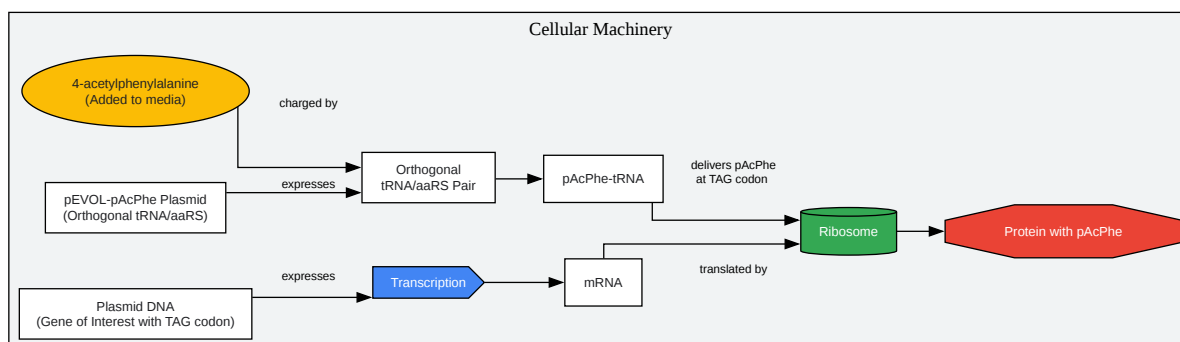 Cellular Machinery
4-acetylphenylalanine
(Added to media)
charged by
pEVOL-pAcPhe Plasmid
(Orthogonal tRNA/aaRS)
expresses
Orthogonal
tRNA/aaRS Pair
pAcPhe-tRNA
delivers pAcPhe
at TAG codon
Ribosome
Protein with pAcPhe
Plasmid DNA
(Gene of Interest with TAG codon)
expresses
Transcription
mRNA
translated by